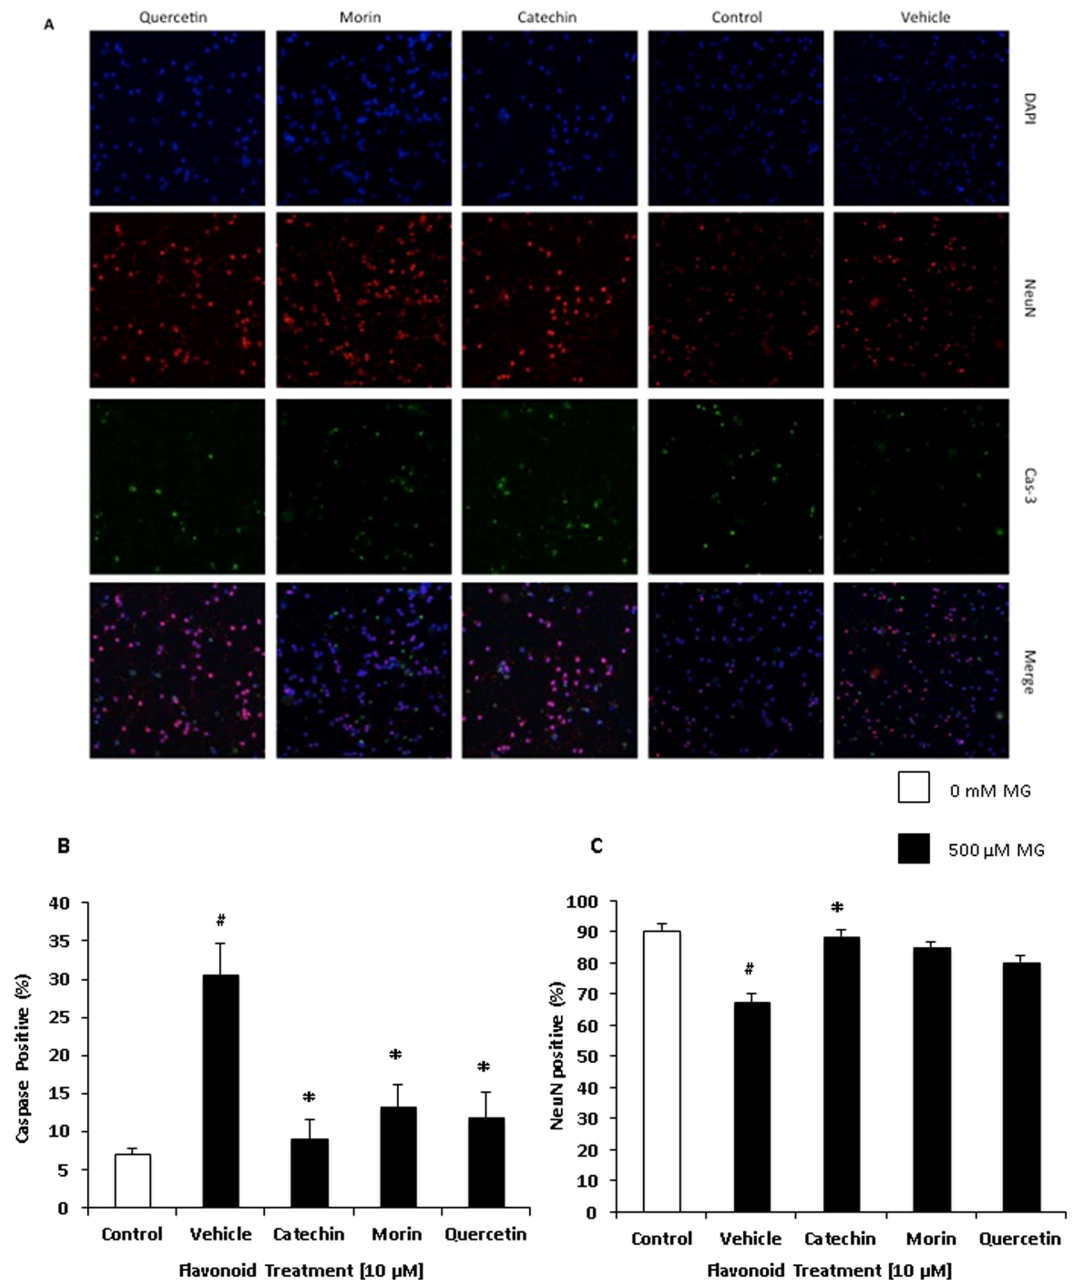 A
Quercetin Morin Catechin Control Vehicle
DAPI
NeuN
Cas-3
Merge
0 mM MG
500 µM MG
B
Caspase Positive (%)
40
35
30
25
20
15
10
5
0
#
*
*
*
Control Vehicle Catechin Morin Quercetin
Flavonoid Treatment [10 µM]
C
NeuN positive (%)
100
90
80
70
60
50
40
30
20
10
0
#
*
Control Vehicle Catechin Morin Quercetin
Flavonoid Treatment [10 µM]